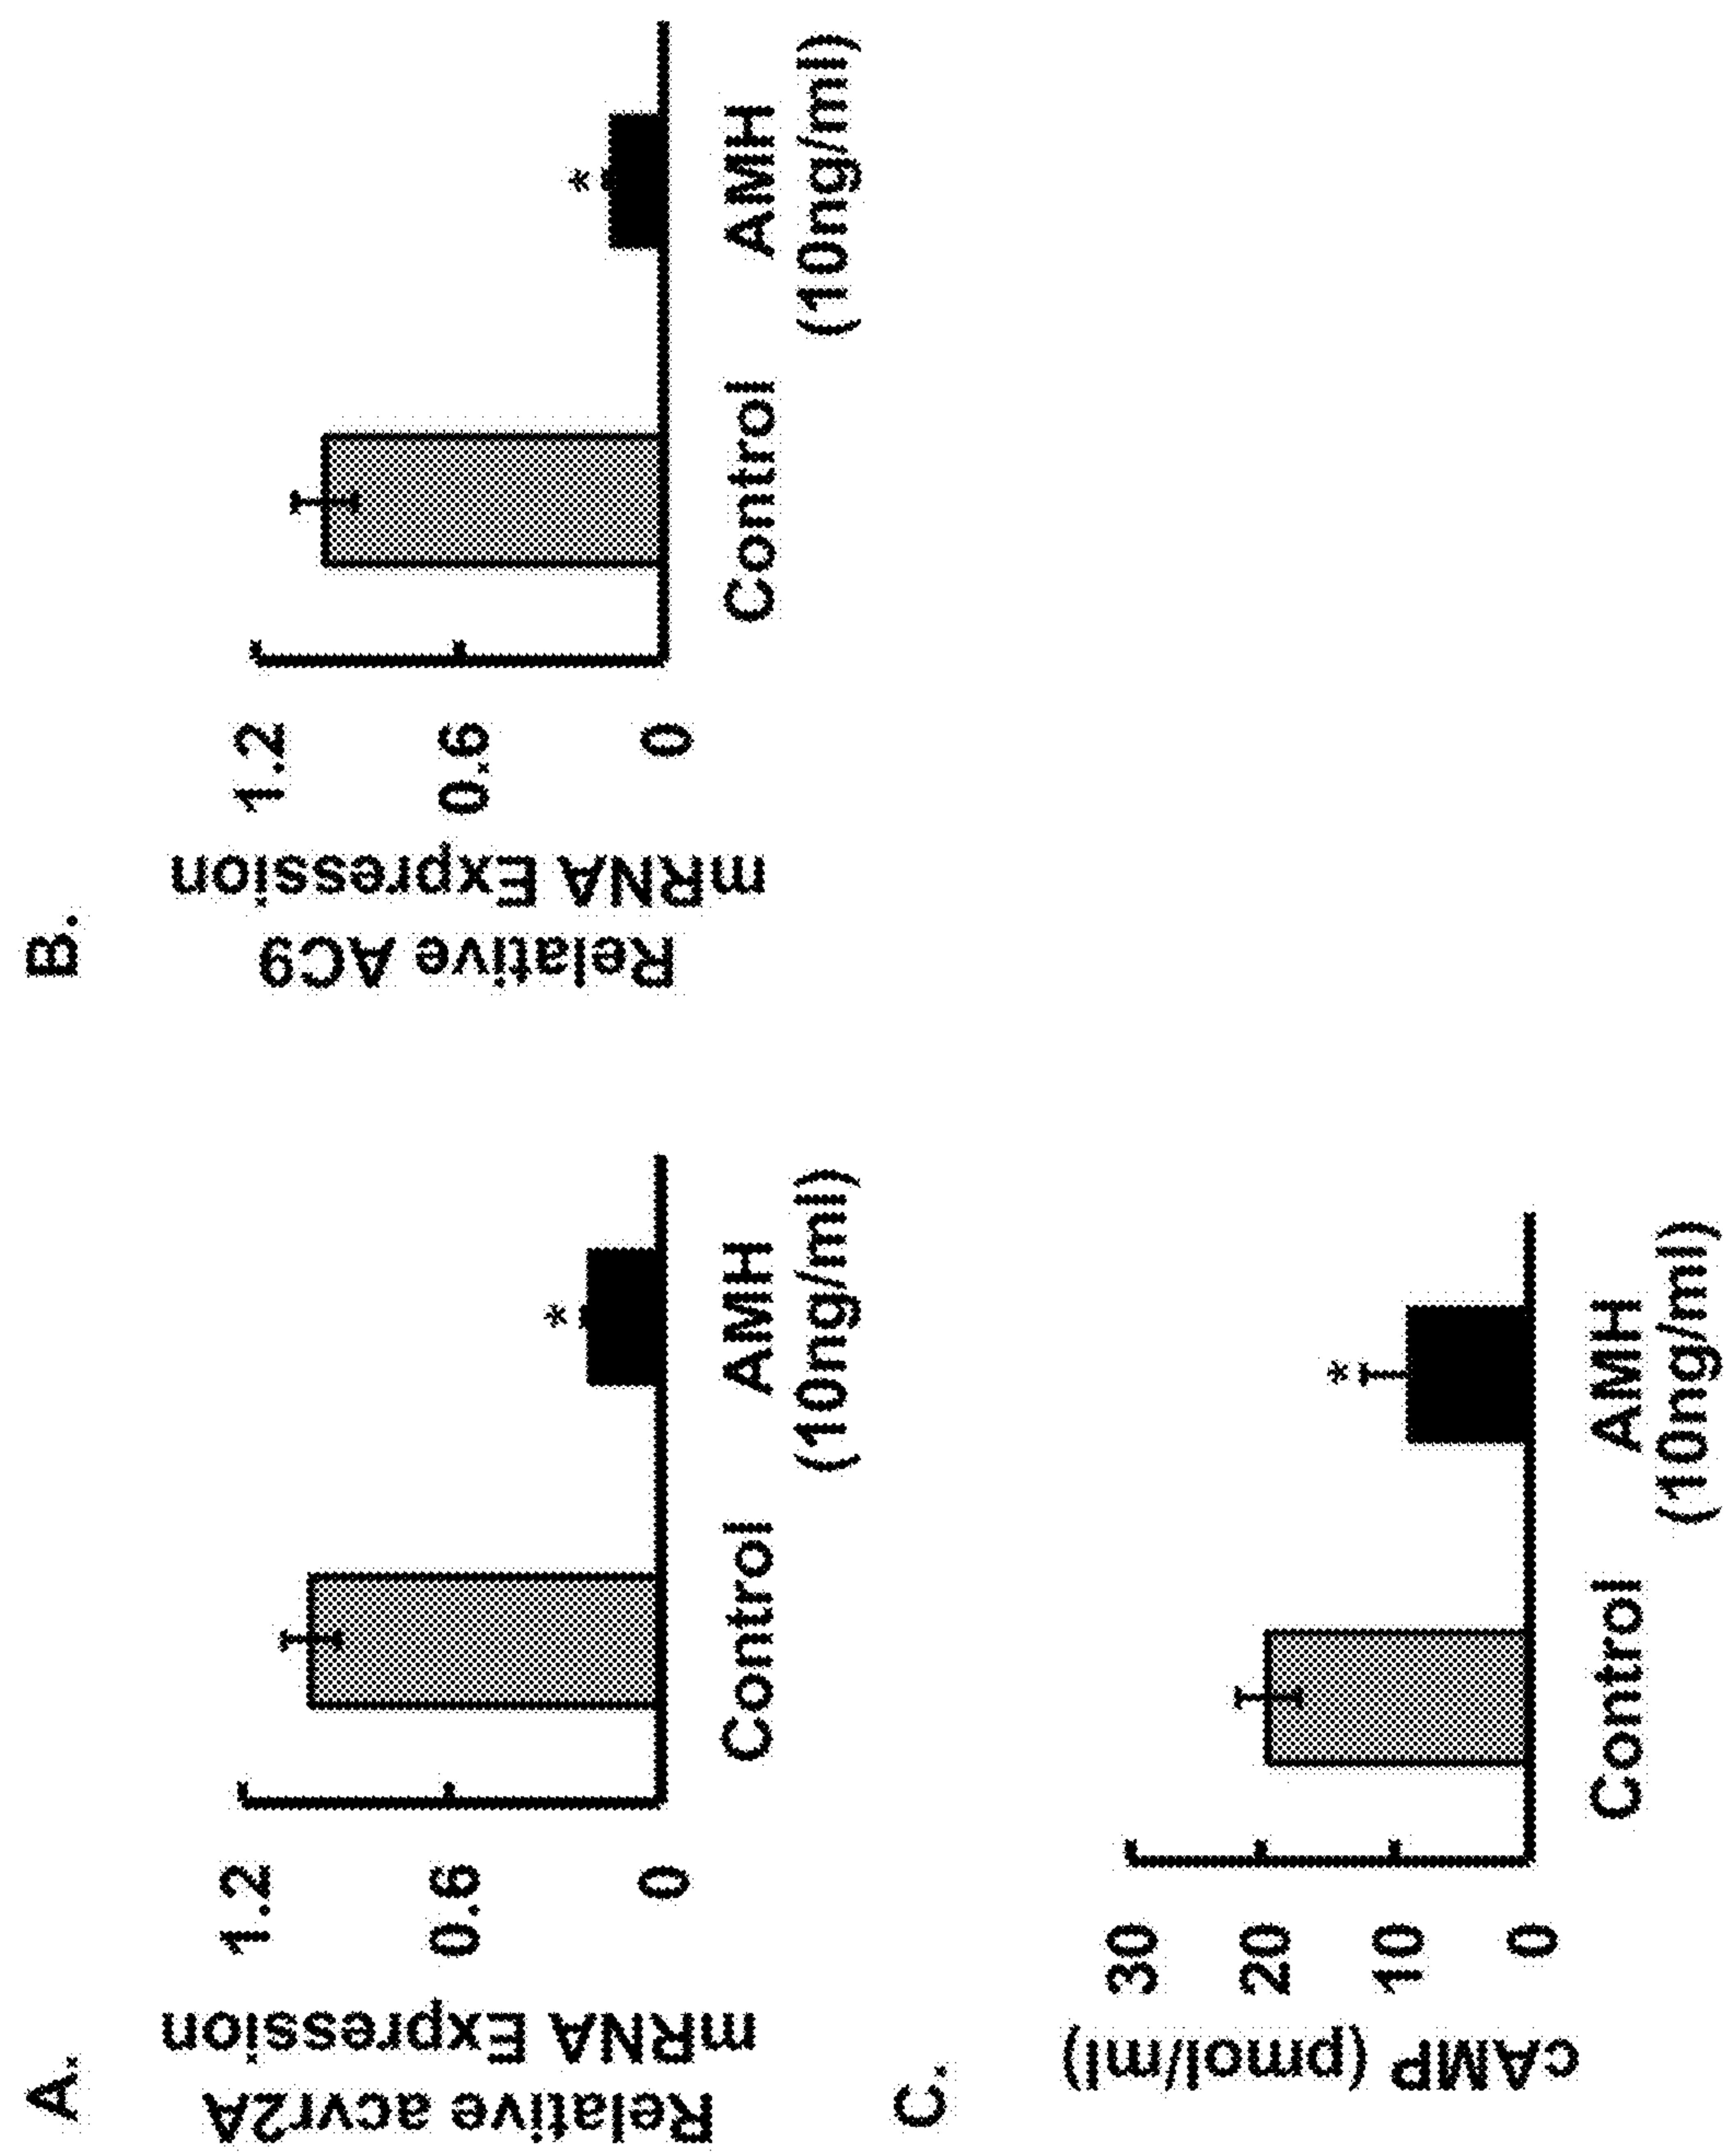 A.
Relative acvr2A
mRNA Expression
1.2
0.6
0
*
Control
AMH
(10ng/ml)
B.
Relative AC9
mRNA Expression
1.2
0.6
0
*
Control
AMH
(10ng/ml)
C.
cAMP (pmol/ml)
30
20
10
0
*
Control
AMH
(10ng/ml)